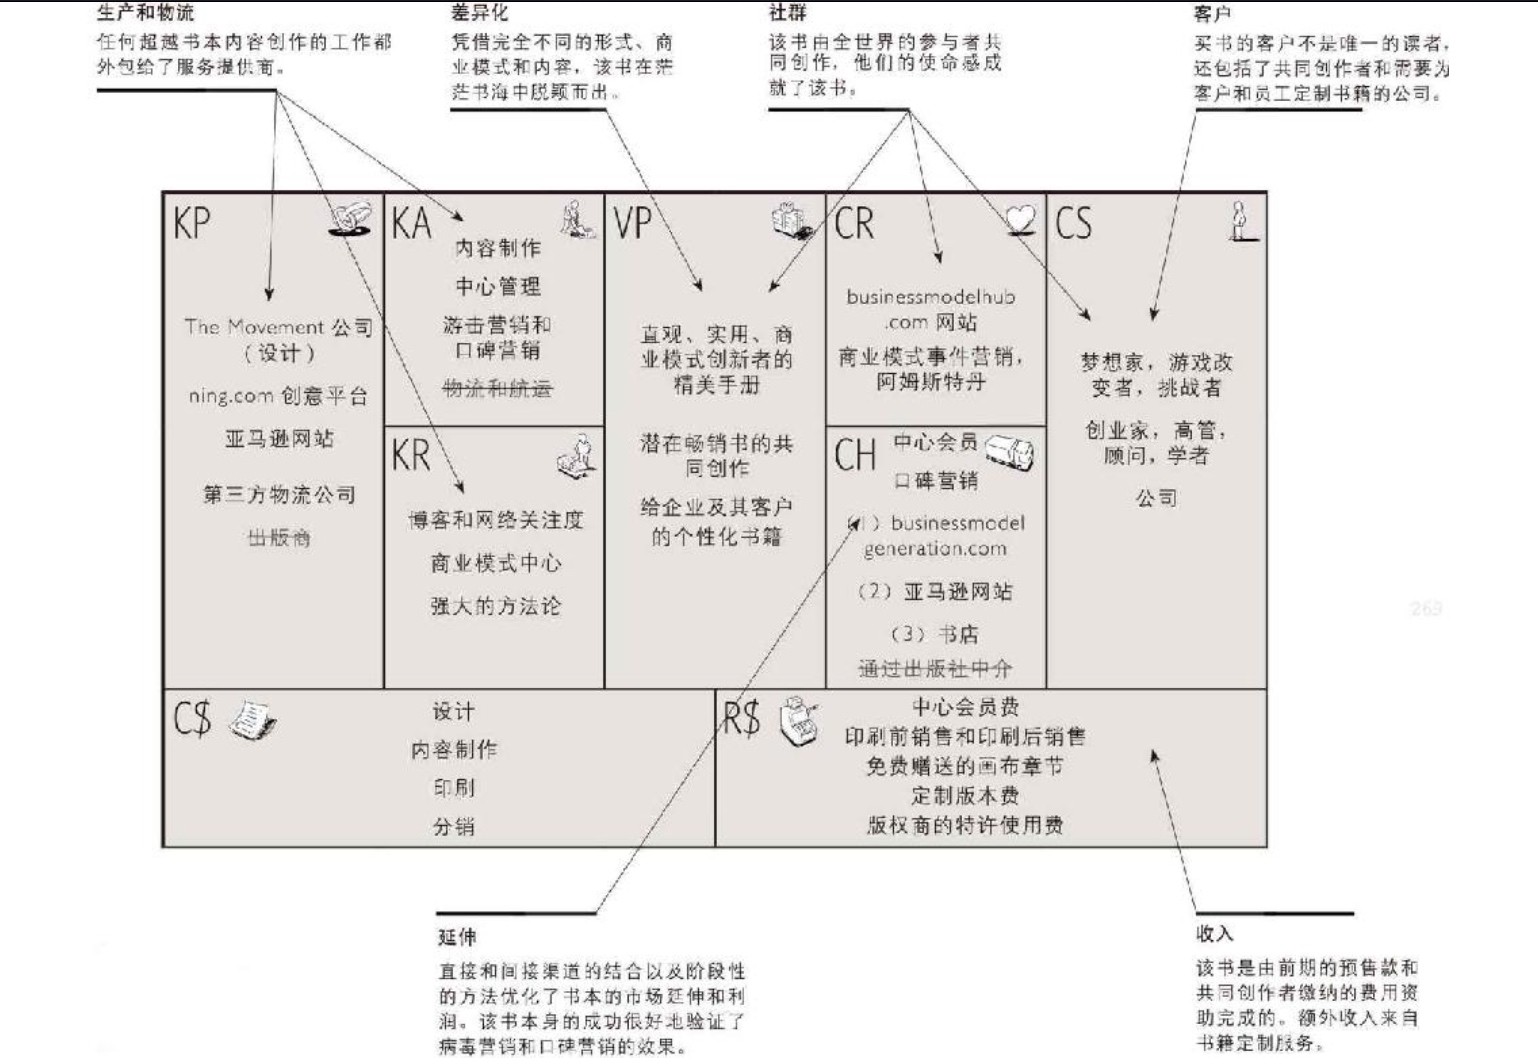 生产和物流
任何超越书本内容创作的工作都
外包给了服务提供商。
差异化
凭借完全不同的形式、商
业模式和内容，该书在茫
茫书海中脱颖而出。
社群
该书由全世界的参与者共
同创作，他们的使命感成
就了该书。
客户
买书的客户不是唯一的读者，
还包括了共同创作者和需要为
客户和员工定制书籍的公司。
KP
The Movement 公司
（设计）
ning.com 创意平台
亚马逊网站
第三方物流公司
出版商
KA
内容制作
中心管理
游击营销和
口碑营销
物流和航运
KR
博客和网络关注度
商业模式中心
强大的方法论
VP
直观、实用、商
业模式创新者的
精美手册
潜在畅销书的共
同创作
给企业及其客户
的个性化书籍
CR
businessmodelhub
.com 网站
商业模式事件营销，
阿姆斯特丹
CH
中心会员
口碑营销
（1）businessmodel
generation.com
（2）亚马逊网站
（3）书店
通过出版社中介
CS
梦想家，游戏改
变者，挑战者
创业家，高管，
顾问，学者
公司
269
C$
设计
内容制作
印刷
分销
R$
中心会员费
印刷前销售和印刷后销售
免费赠送的画布章节
定制版本费
版权商的特许使用费
延伸
直接和间接渠道的结合以及阶段性
的方法优化了书本的市场延伸和利
润。该书本身的成功很好地验证了
病毒营销和口碑营销的效果。
收入
该书是由前期的预售款和
共同创作者缴纳的费用资
助完成的。额外收入来自
书籍定制服务。